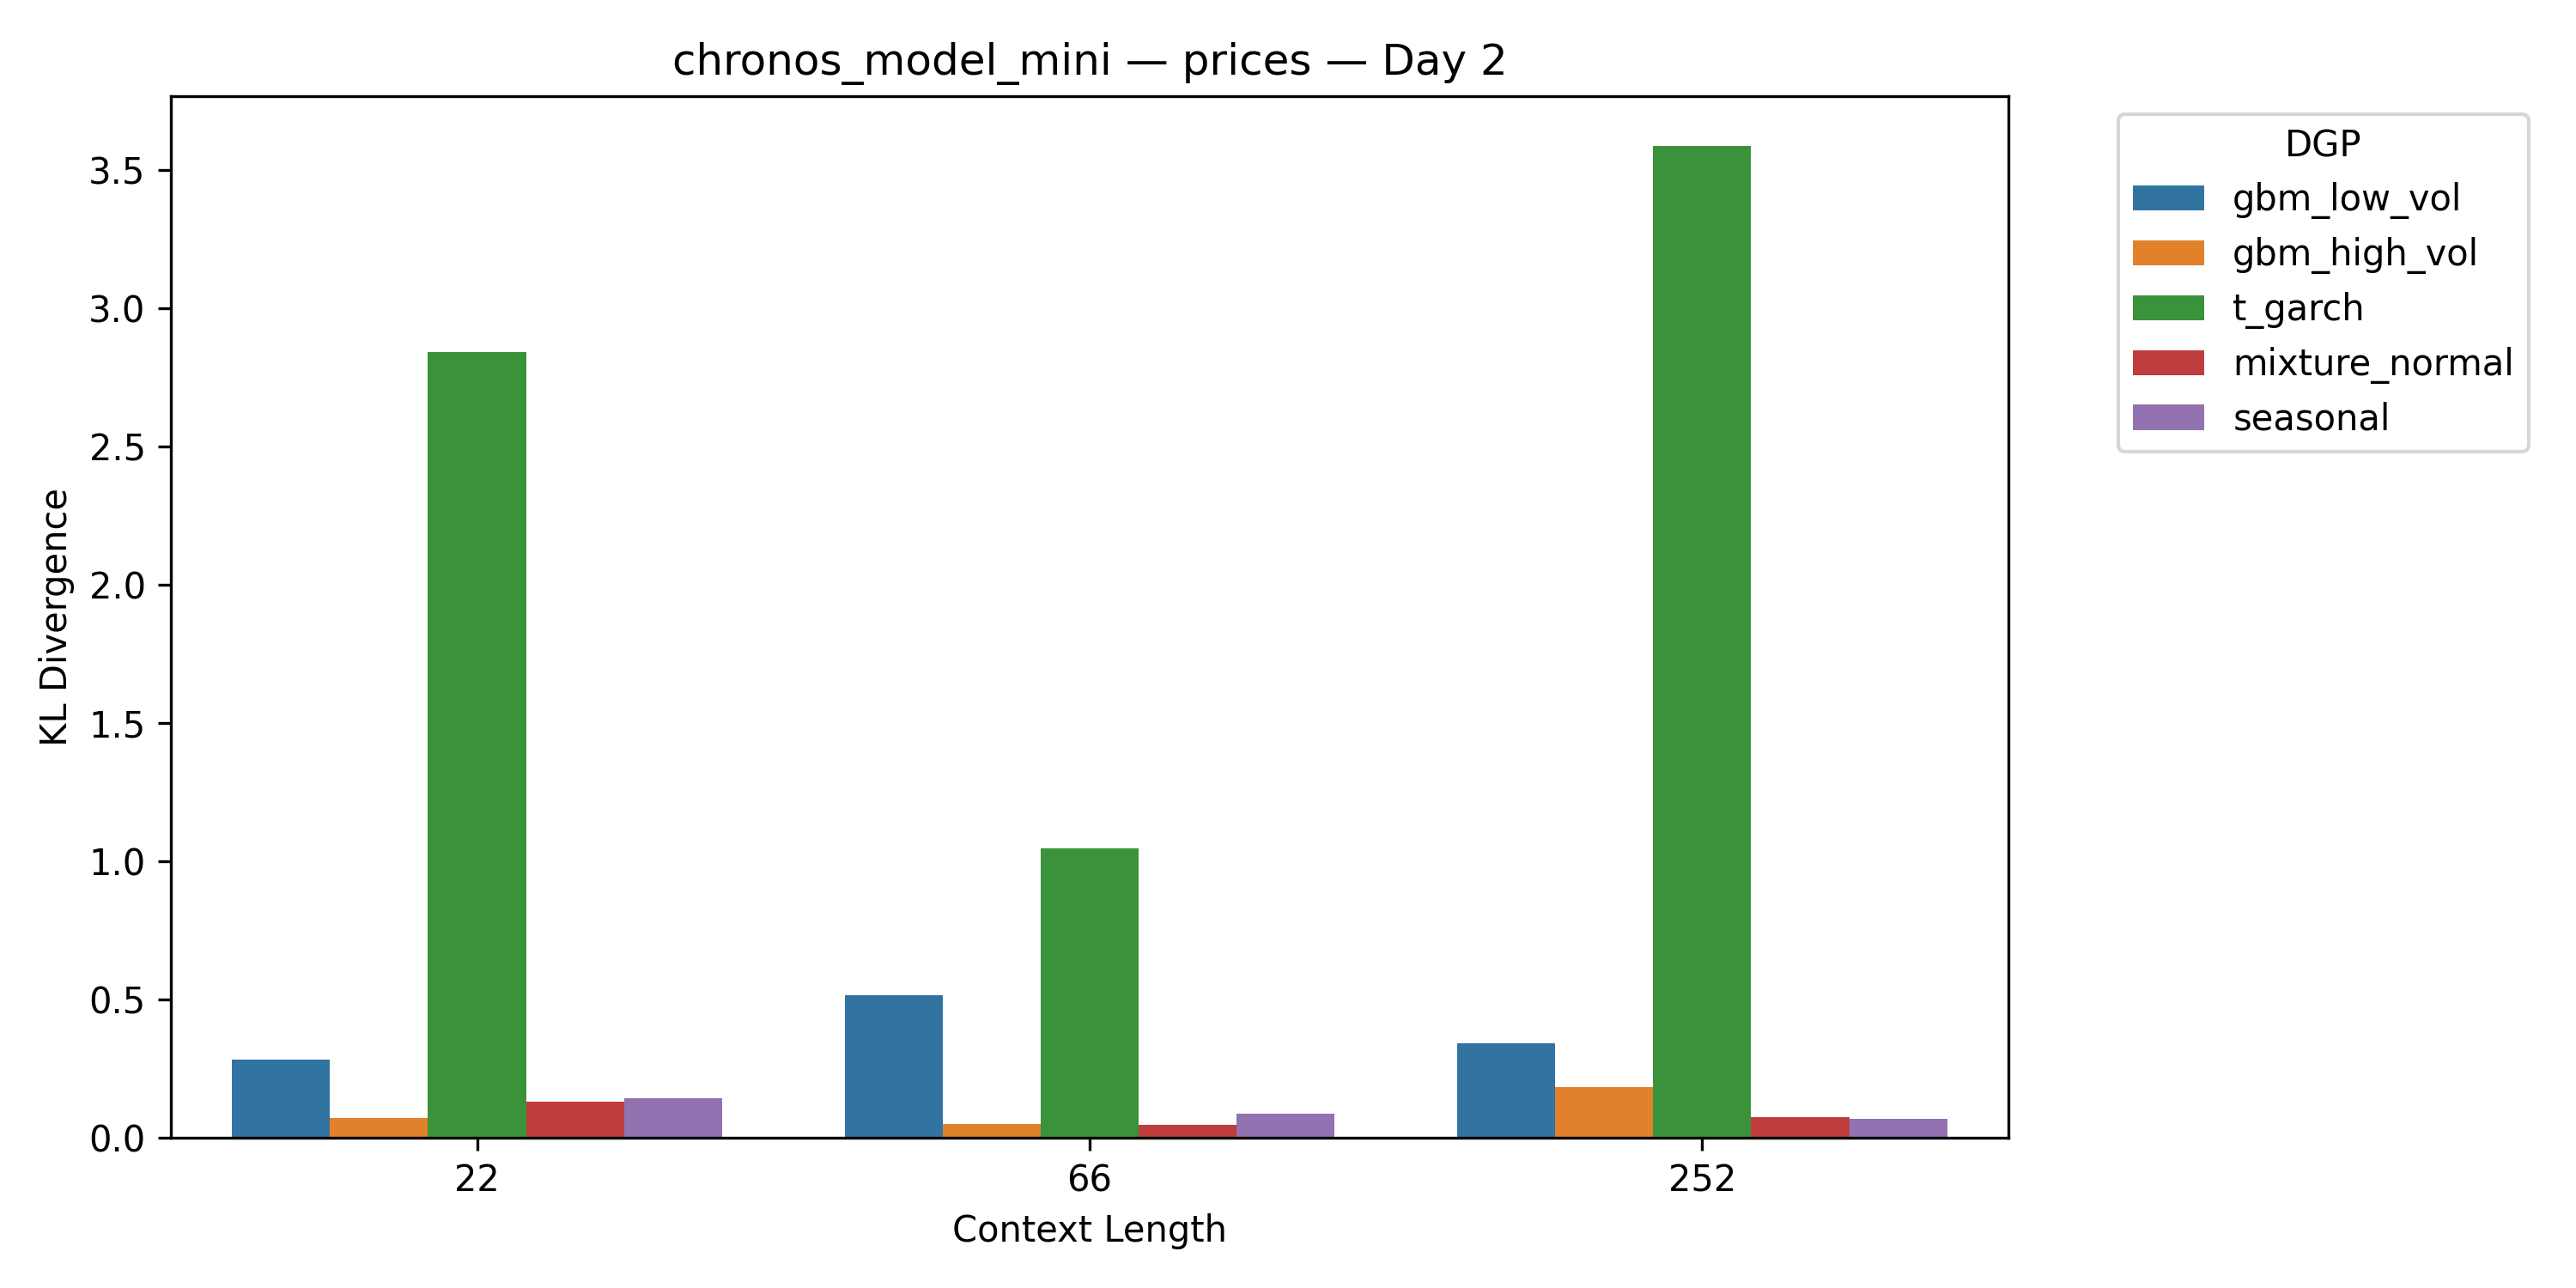 chronos_model_mini — prices — Day 2
KL Divergence
3.5
3.0
2.5
2.0
1.5
1.0
0.5
0.0
22
66
252
Context Length
DGP
gbm_low_vol
gbm_high_vol
t_garch
mixture_normal
seasonal